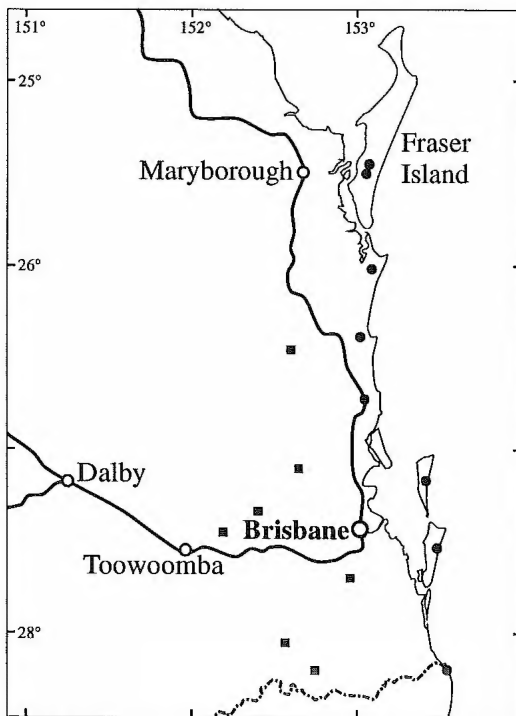 151° 152° 153°
25°
Fraser
Island
Maryborough
26°
Dalby
Brisbane
Toowoomba
28°